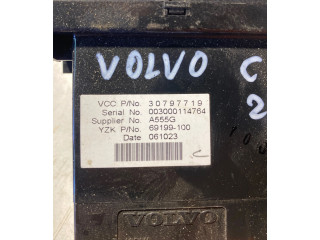 VOLVO C
2
VCC P/No. 30797719
Serial No. 003000114764
Supplier No. A555G
YZK P/No. 69199-100
Date 061023
VOLVO